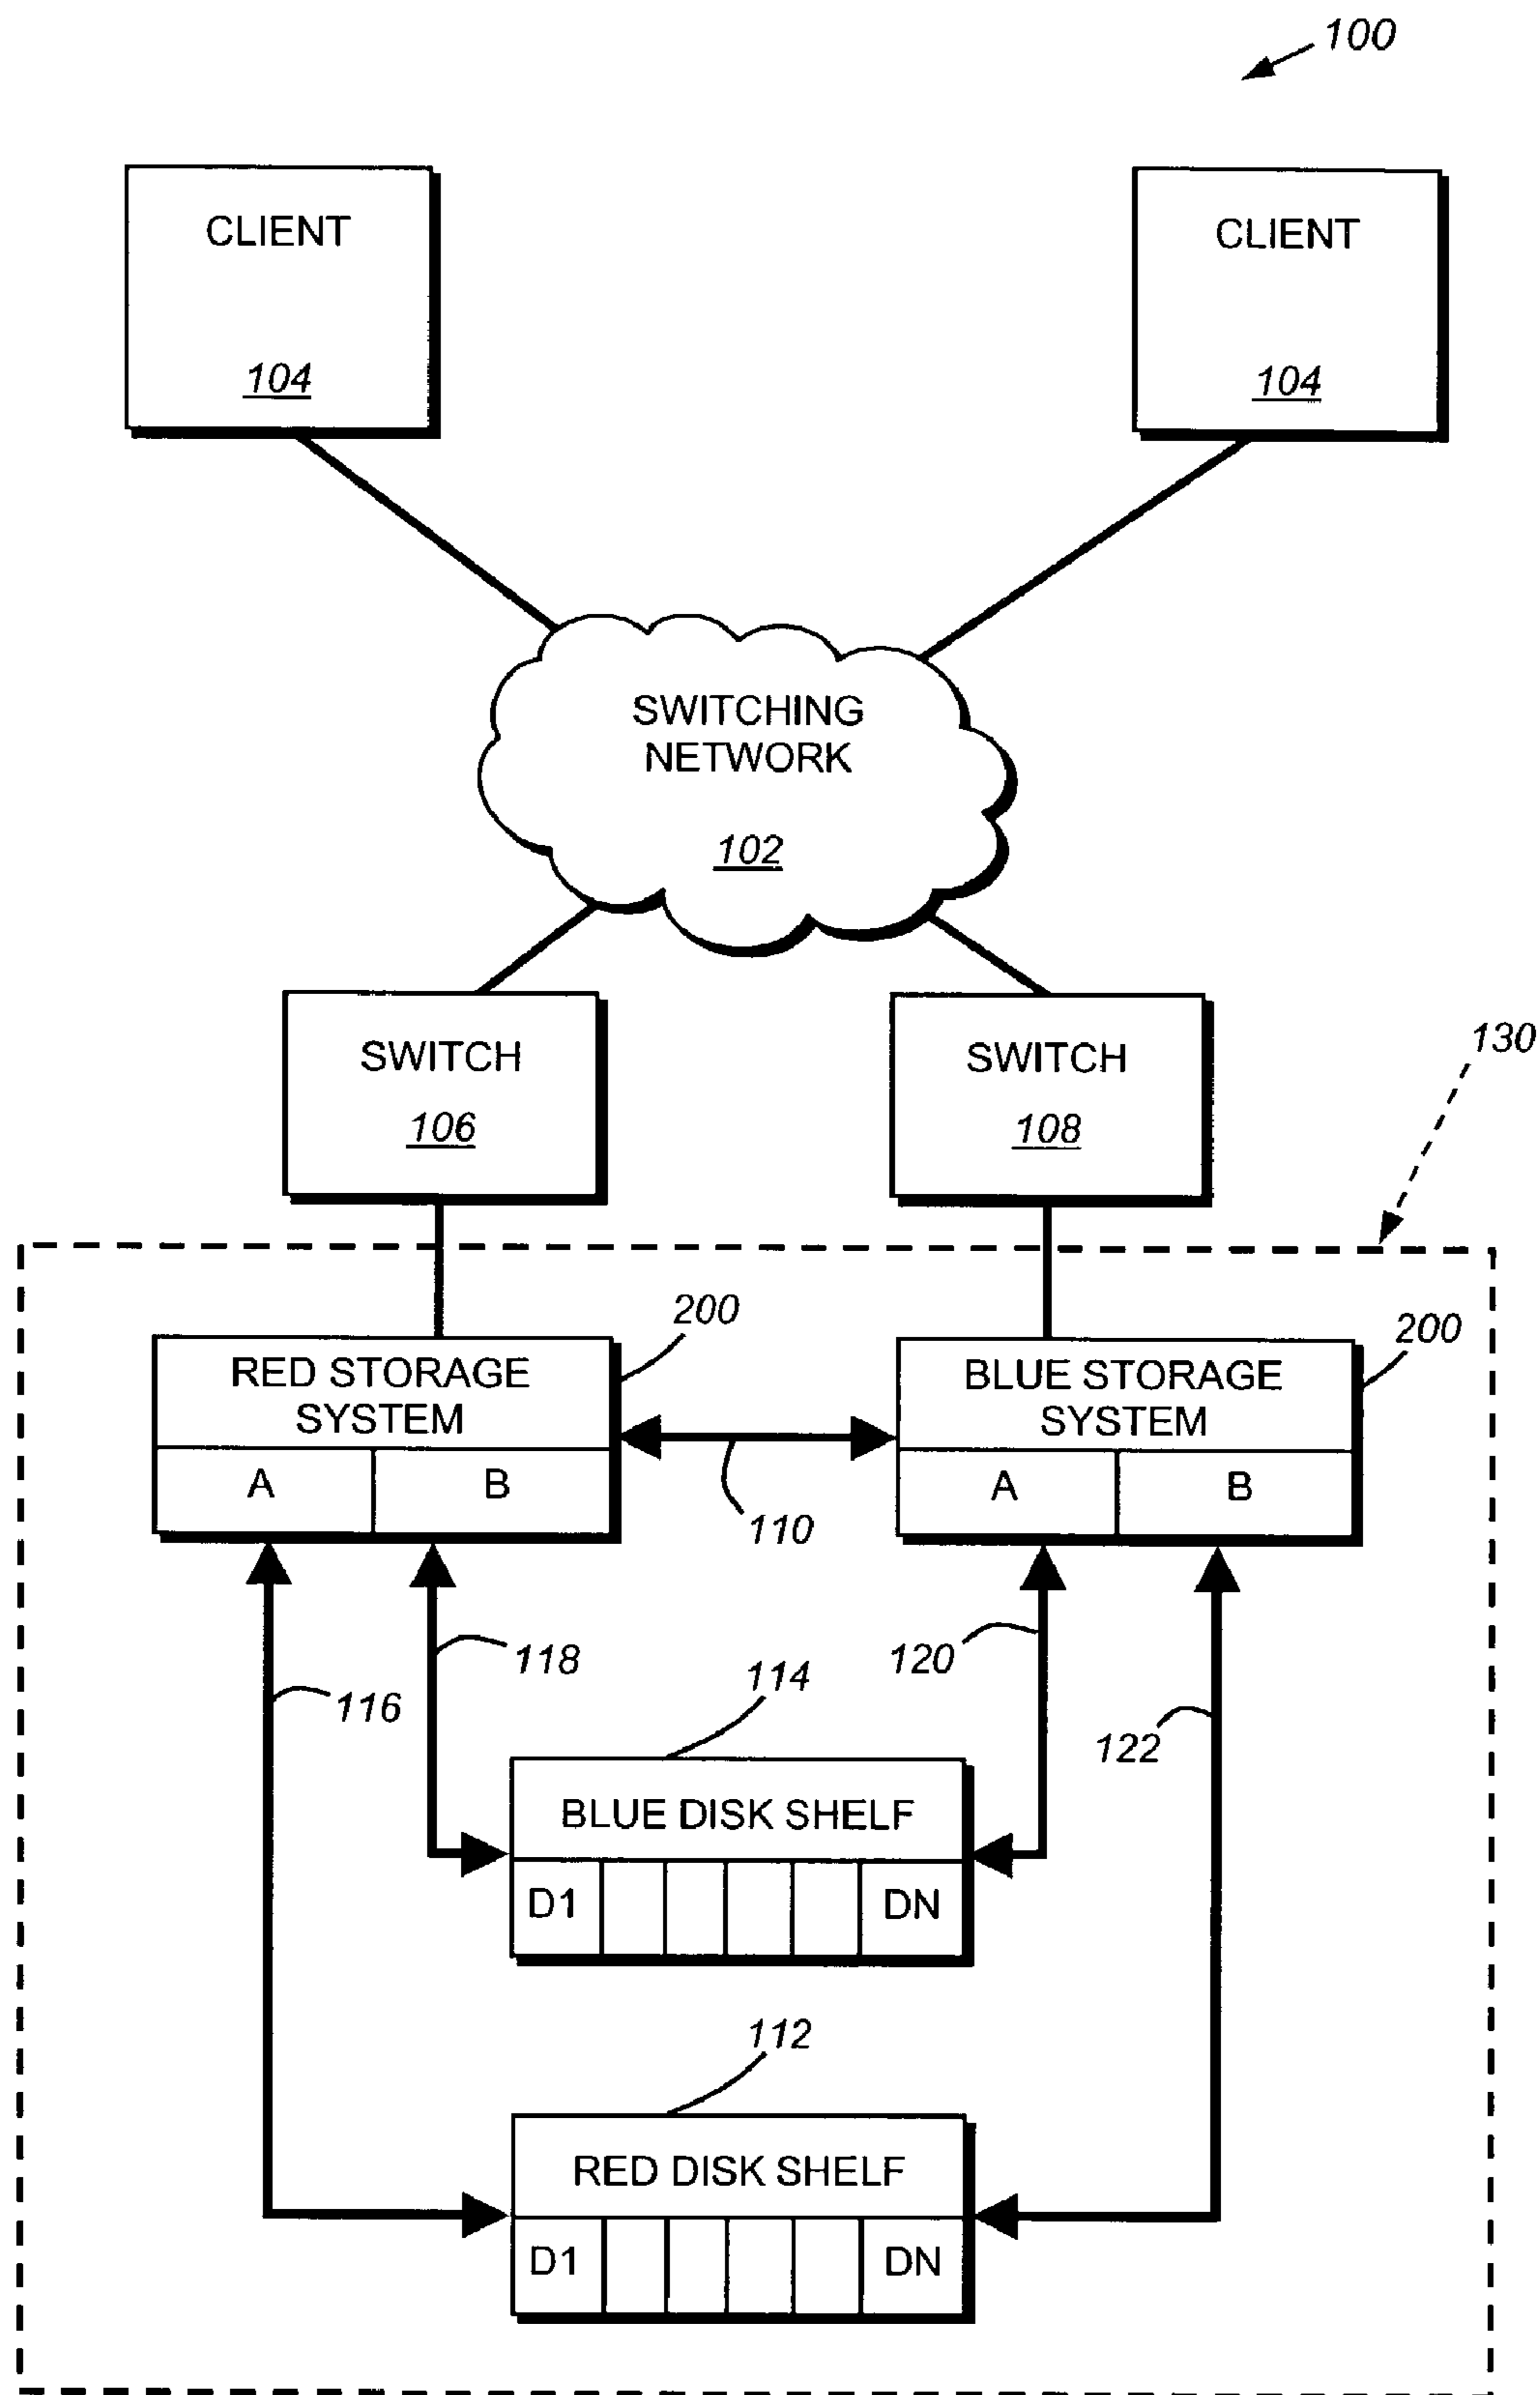 100
CLIENT
104
CLIENT
104
SWITCHING
NETWORK
102
SWITCH
106
SWITCH
108
130
200
RED STORAGE
SYSTEM
A B
200
BLUE STORAGE
SYSTEM
A B
110
116
118
120
122
114
BLUE DISK SHELF
D1 DN
112
RED DISK SHELF
D1 DN